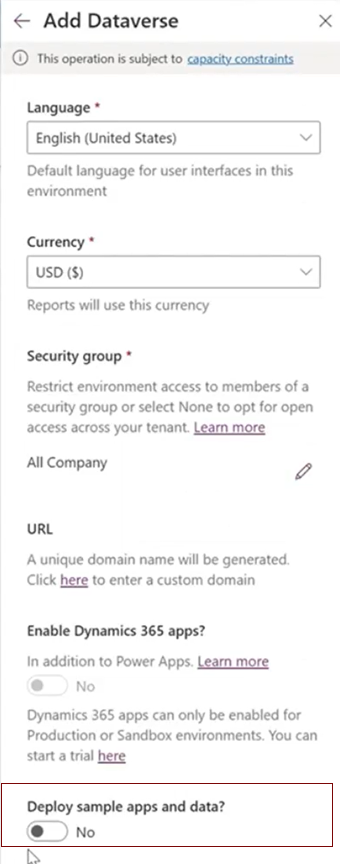 Add Dataverse
This operation is subject to capacity constraints
Language *
English (United States)
Default language for user interfaces in this
environment
Currency *
USD ($)
Reports will use this currency
Security group *
Restrict environment access to members of a
security group or select None to opt for open
access across your tenant. Learn more
All Company
URL
A unique domain name will be generated.
Click here to enter a custom domain
Enable Dynamics 365 apps?
In addition to Power Apps. Learn more
No
Dynamics 365 apps can only be enabled for
Production or Sandbox environments. You can
start a trial here
Deploy sample apps and data?
No